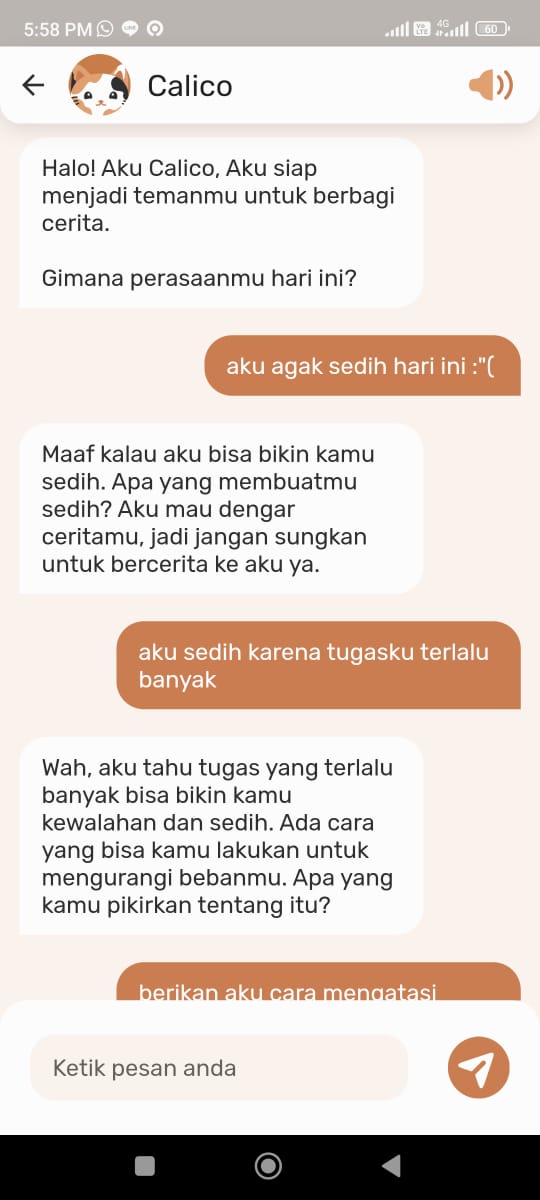 5:58 PM
4G
60
Calico
Halo! Aku Calico, Aku siap
menjadi temanmu untuk berbagi
cerita.
Gimana perasaanmu hari ini?
aku agak sedih hari ini :"(
Maaf kalau aku bisa bikin kamu
sedih. Apa yang membuatmu
sedih? Aku mau dengar
ceritamu, jadi jangan sungkan
untuk bercerita ke aku ya.
aku sedih karena tugasku terlalu
banyak
Wah, aku tahu tugas yang terlalu
banyak bisa bikin kamu
kewalahan dan sedih. Ada cara
yang bisa kamu lakukan untuk
mengurangi bebanmu. Apa yang
kamu pikirkan tentang itu?
berikan aku cara mengatasi
Ketik pesan anda